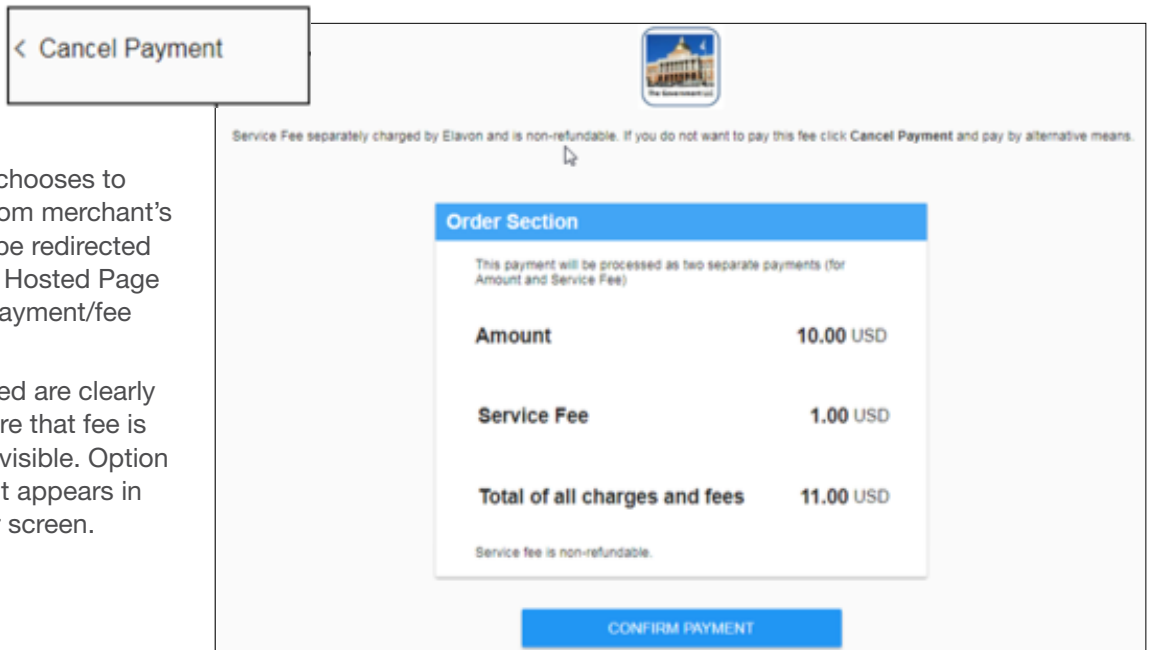 < Cancel Payment
The Government LLC
Service Fee separately charged by Elavon and is non-refundable. If you do not want to pay this fee click Cancel Payment and pay by alternative means.
chooses to
om merchant's
be redirected
Hosted Page
ayment/fee
ed are clearly
re that fee is
visible. Option
t appears in
screen.
Order Section
This payment will be processed as two separate payments (for
Amount and Service Fee)
Amount 10.00 USD
Service Fee 1.00 USD
Total of all charges and fees 11.00 USD
Service fee is non-refundable.
CONFIRM PAYMENT